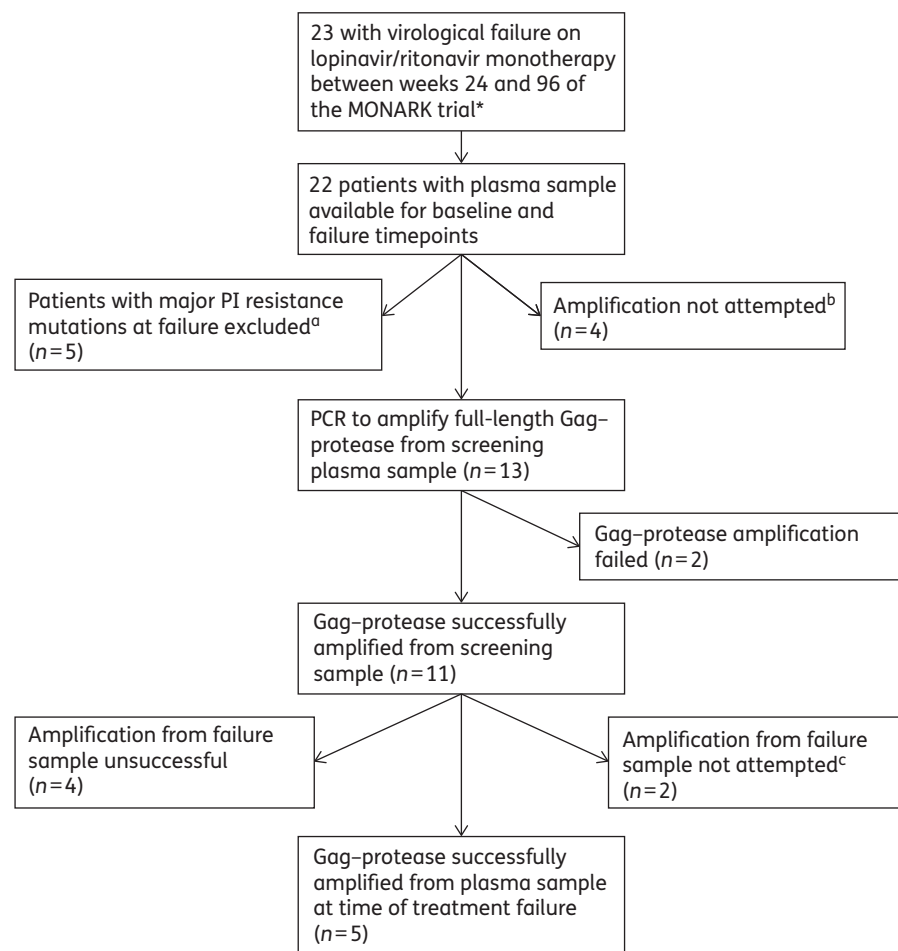 23 with virological failure on
lopinavir/ritonavir monotherapy
between weeks 24 and 96 of
the MONARK trial*
22 patients with plasma sample
available for baseline and
failure timepoints
Patients with major PI resistance
mutations at failure excludedᵃ
(n=5)
Amplification not attemptedᵇ
(n=4)
PCR to amplify full-length Gag–
protease from screening
plasma sample (n=13)
Gag–protease amplification
failed (n=2)
Gag–protease successfully
amplified from screening
sample (n=11)
Amplification from failure
sample unsuccessful
(n=4)
Amplification from failure
sample not attemptedᶜ
(n=2)
Gag–protease successfully
amplified from plasma sample
at time of treatment failure
(n=5)